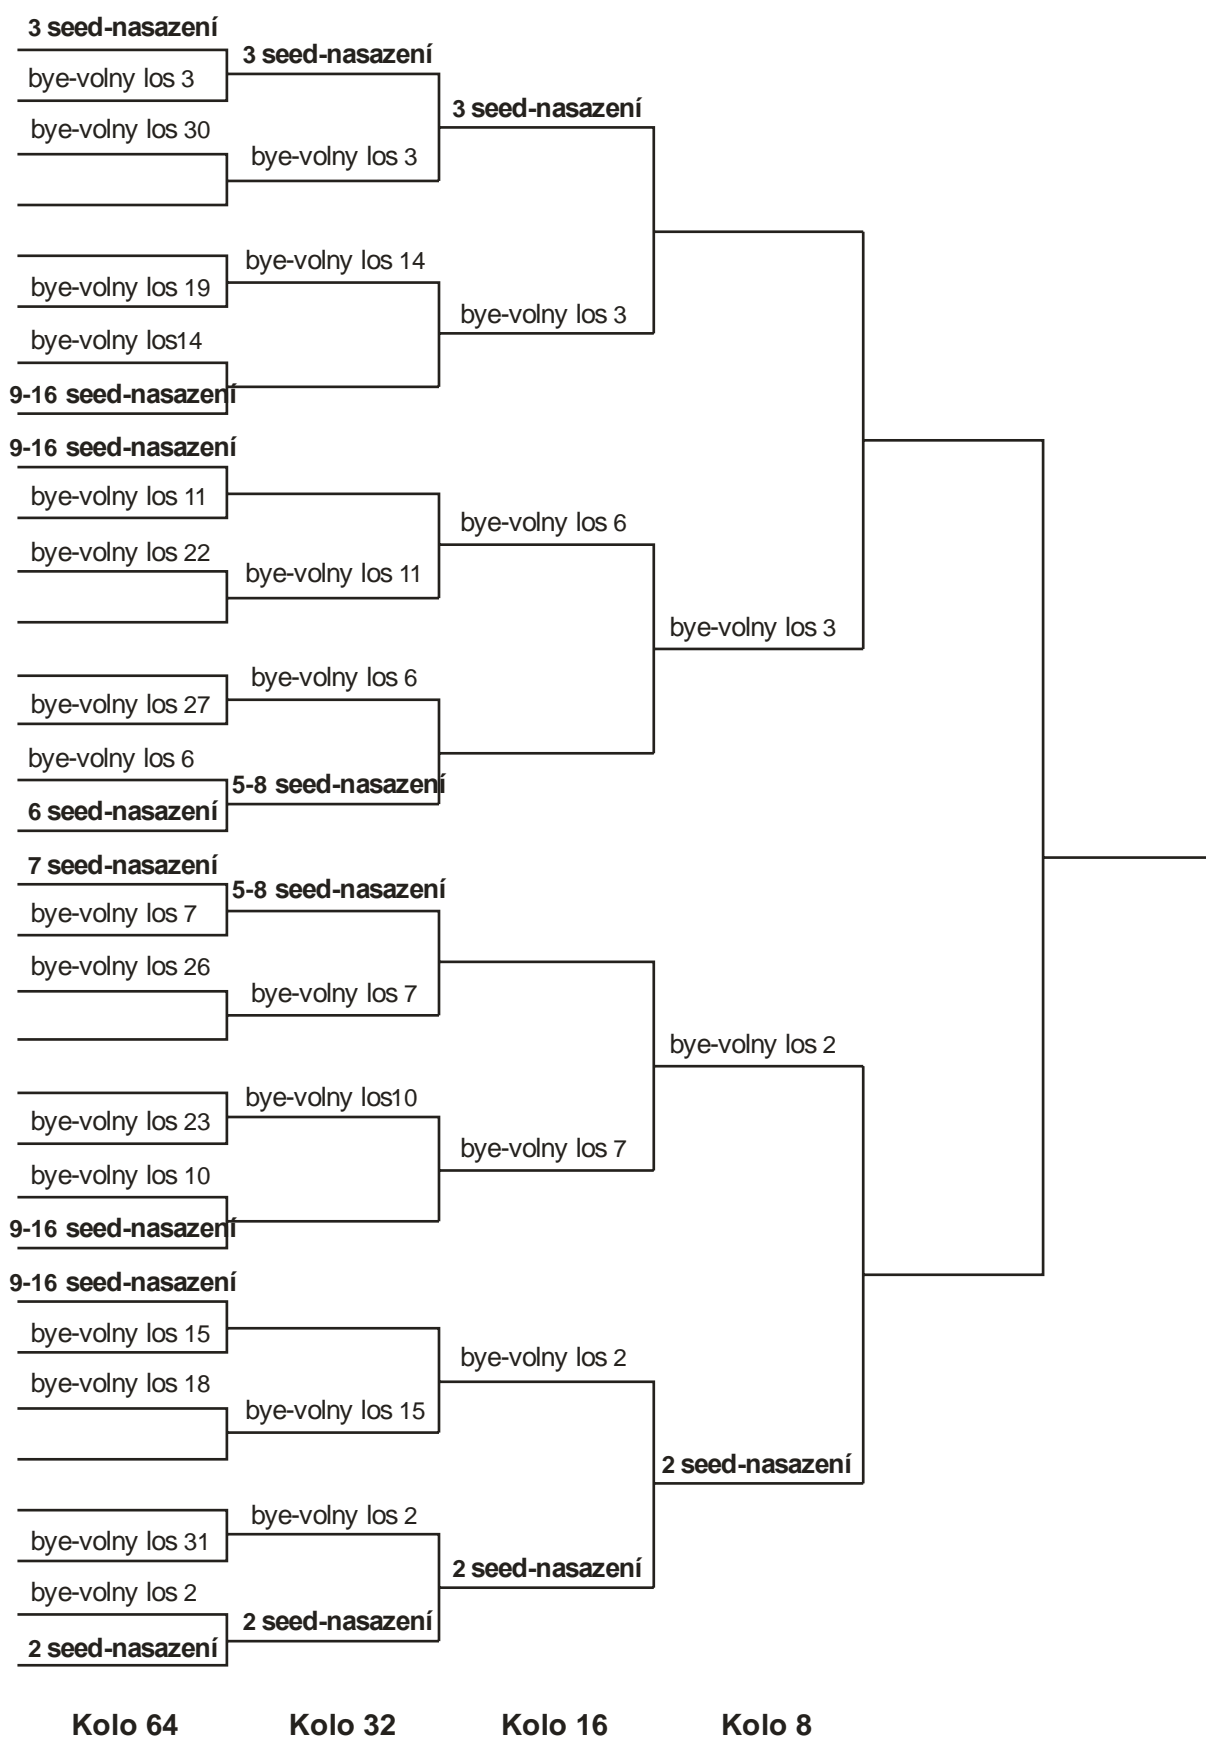 3 seed-nasazení
3 seed-nasazení
bye-volny los 3
3 seed-nasazení
bye-volny los 30
bye-volny los 3
bye-volny los 14
bye-volny los 19
bye-volny los 3
bye-volny los14
9-16 seed-nasazení
9-16 seed-nasazení
bye-volny los 11
bye-volny los 6
bye-volny los 22
bye-volny los 11
bye-volny los 3
bye-volny los 6
bye-volny los 27
bye-volny los 6
5-8 seed-nasazení
6 seed-nasazení
7 seed-nasazení
5-8 seed-nasazení
bye-volny los 7
bye-volny los 26
bye-volny los 7
bye-volny los 2
bye-volny los10
bye-volny los 23
bye-volny los 7
bye-volny los 10
9-16 seed-nasazení
9-16 seed-nasazení
bye-volny los 15
bye-volny los 2
bye-volny los 18
bye-volny los 15
2 seed-nasazení
bye-volny los 2
bye-volny los 31
2 seed-nasazení
bye-volny los 2
2 seed-nasazení
2 seed-nasazení
Kolo 64 Kolo 32 Kolo 16 Kolo 8